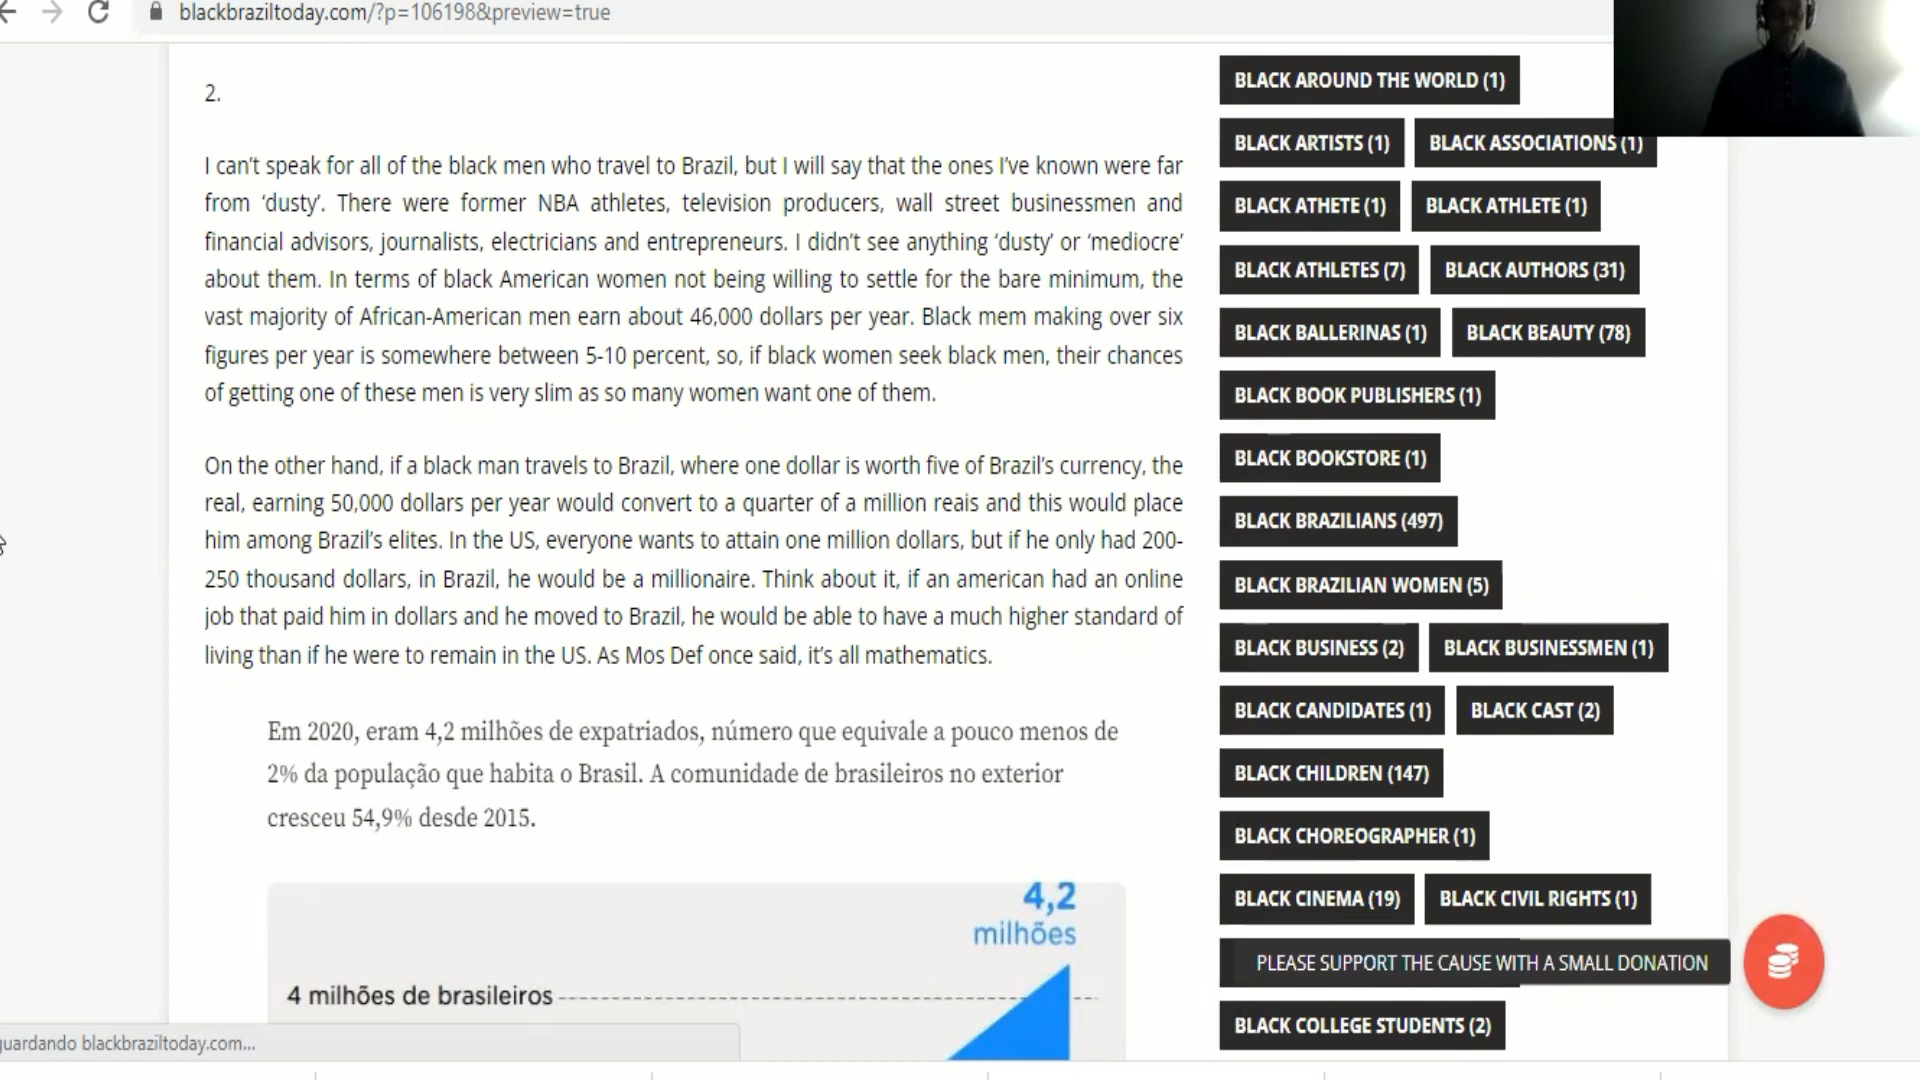 blackbraziltoday.com/?p=106198&preview=true
2.
I can't speak for all of the black men who travel to Brazil, but I will say that the ones I've known were far
from 'dusty'. There were former NBA athletes, television producers, wall street businessmen and
financial advisors, journalists, electricians and entrepreneurs. I didn't see anything 'dusty' or 'mediocre'
about them. In terms of black American women not being willing to settle for the bare minimum, the
vast majority of African-American men earn about 46,000 dollars per year. Black mem making over six
figures per year is somewhere between 5-10 percent, so, if black women seek black men, their chances
of getting one of these men is very slim as so many women want one of them.
On the other hand, if a black man travels to Brazil, where one dollar is worth five of Brazil's currency, the
real, earning 50,000 dollars per year would convert to a quarter of a million reais and this would place
him among Brazil's elites. In the US, everyone wants to attain one million dollars, but if he only had 200-
250 thousand dollars, in Brazil, he would be a millionaire. Think about it, if an american had an online
job that paid him in dollars and he moved to Brazil, he would be able to have a much higher standard of
living than if he were to remain in the US. As Mos Def once said, it's all mathematics.
Em 2020, eram 4,2 milhões de expatriados, número que equivale a pouco menos de
2% da população que habita o Brasil. A comunidade de brasileiros no exterior
cresceu 54,9% desde 2015.
4,2
milhões
4 milhões de brasileiros
guardando blackbraziltoday.com...
BLACK AROUND THE WORLD (1)
BLACK ARTISTS (1) BLACK ASSOCIATIONS (1)
BLACK ATHETE (1) BLACK ATHLETE (1)
BLACK ATHLETES (7) BLACK AUTHORS (31)
BLACK BALLERINAS (1) BLACK BEAUTY (78)
BLACK BOOK PUBLISHERS (1)
BLACK BOOKSTORE (1)
BLACK BRAZILIANS (497)
BLACK BRAZILIAN WOMEN (5)
BLACK BUSINESS (2) BLACK BUSINESSMEN (1)
BLACK CANDIDATES (1) BLACK CAST (2)
BLACK CHILDREN (147)
BLACK CHOREOGRAPHER (1)
BLACK CINEMA (19) BLACK CIVIL RIGHTS (1)
PLEASE SUPPORT THE CAUSE WITH A SMALL DONATION
BLACK COLLEGE STUDENTS (2)